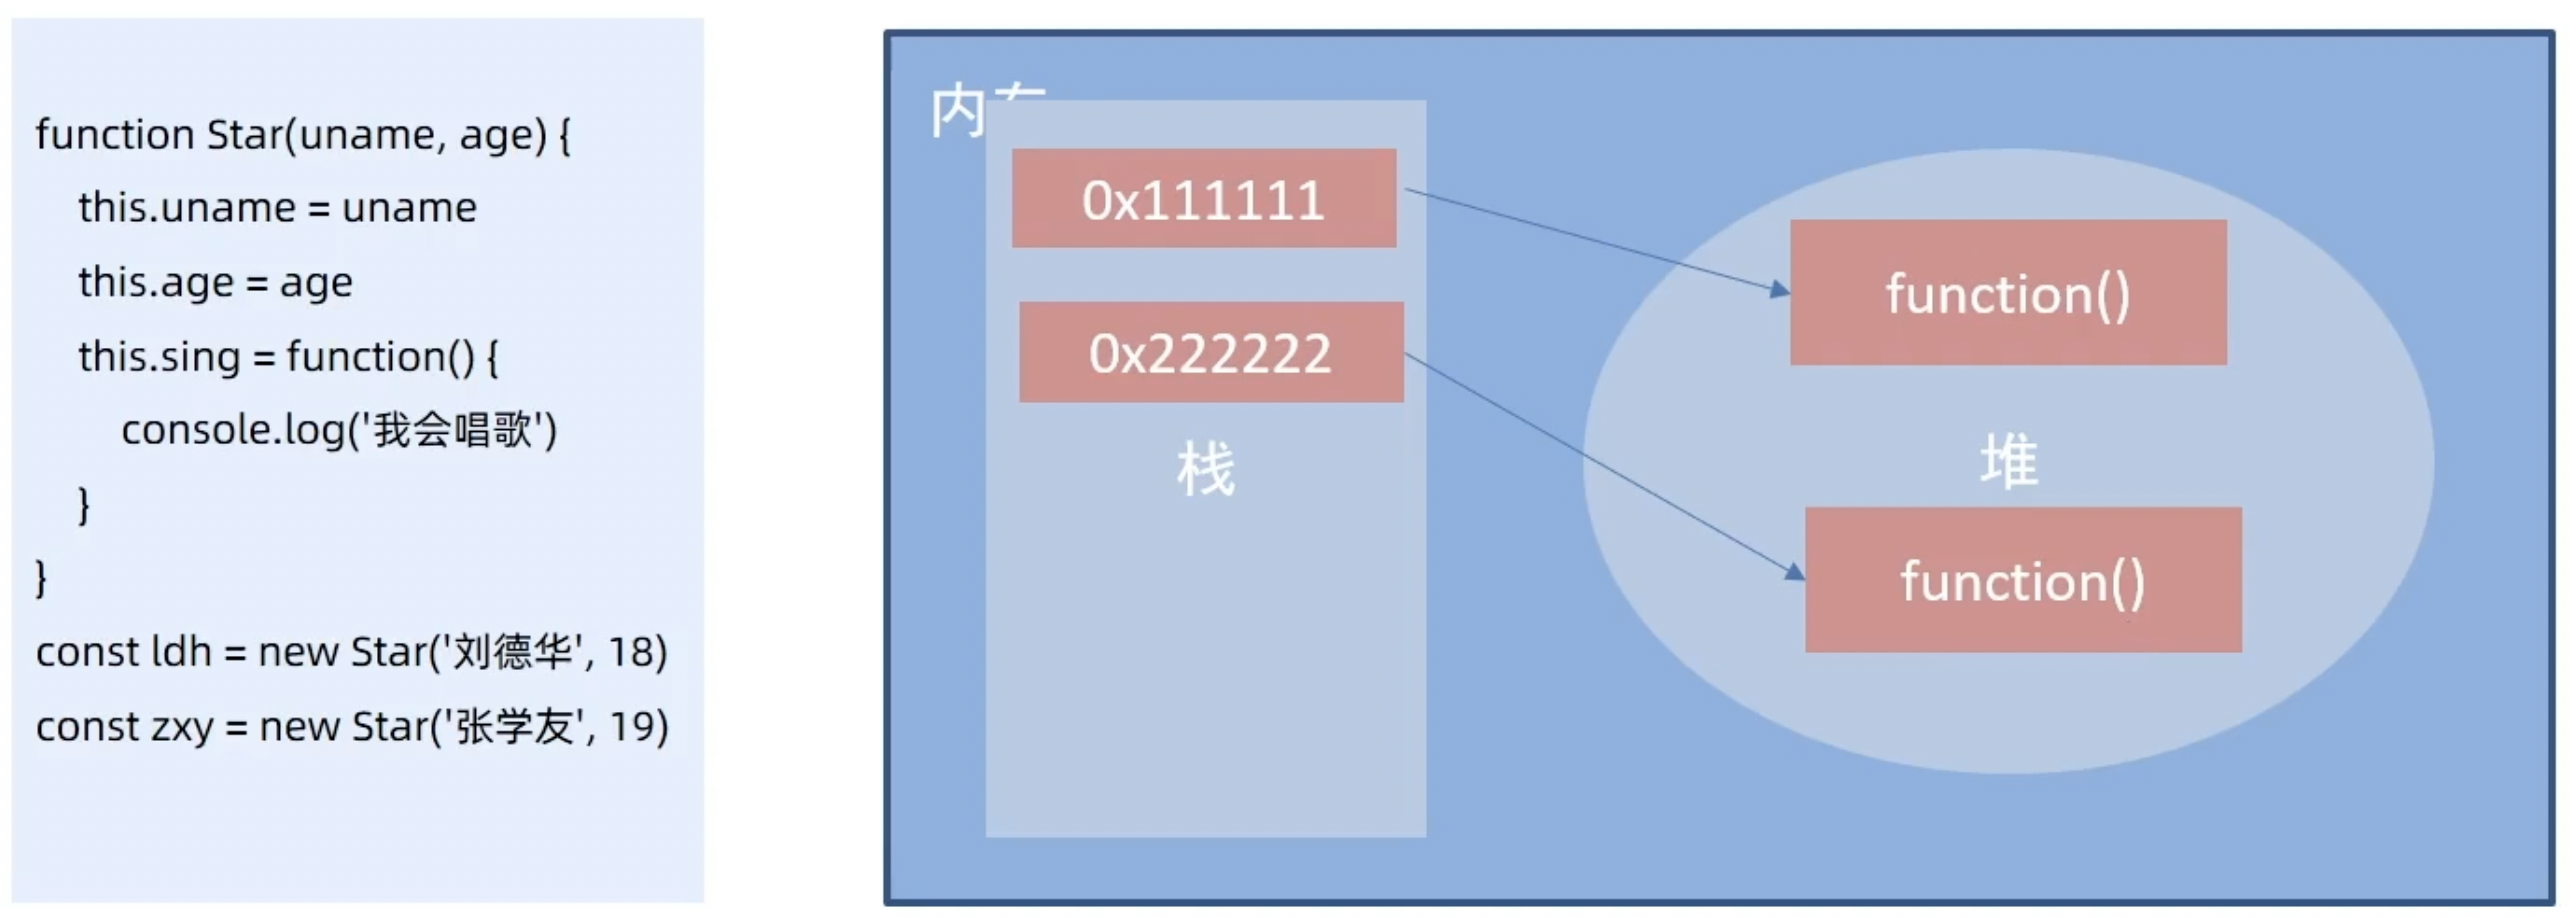 function Star(uname, age) {
this.uname = uname
this.age = age
this.sing = function() {
console.log('我会唱歌')
}
}
const ldh = new Star('刘德华', 18)
const zxy = new Star('张学友', 19)
内存
0x111111
0x222222
栈
function()
堆
function()